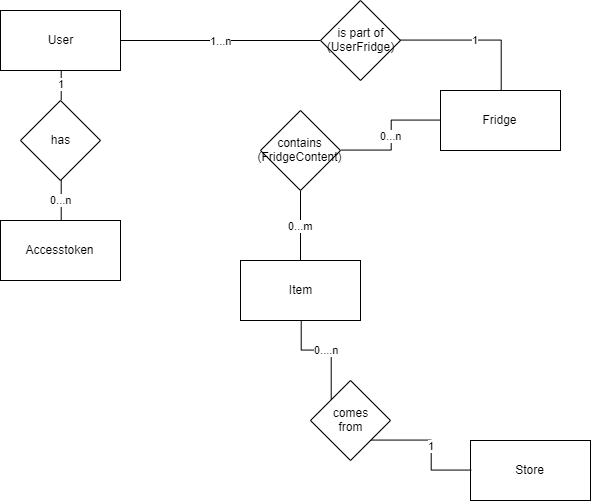 User
1...n
is part of
(UserFridge)
1
Fridge
1
has
0...n
Accesstoken
contains
(FridgeContent)
0...n
0...m
Item
0....n
comes
from
1
Store